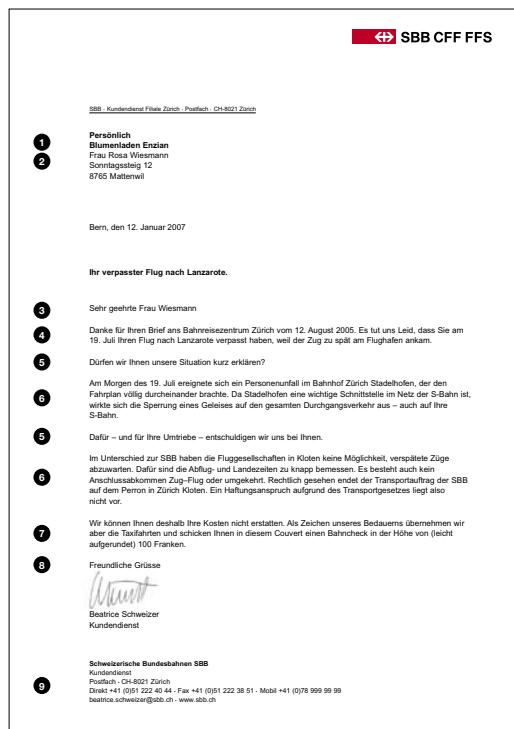 SBB CFF FFS
SBB - Kundendienst Filiale Zürich - Postfach - CH-8021 Zürich
1 Persönlich
Blumenladen Enzian
2 Frau Rosa Wiesmann
Sonntagssteig 12
8765 Mattenwil
Bern, den 12. Januar 2007
Ihr verpasster Flug nach Lanzarote.
3 Sehr geehrte Frau Wiesmann
4 Danke für Ihren Brief ans Bahnreisezentrum Zürich vom 12. August 2005. Es tut uns Leid, dass Sie am
19. Juli Ihren Flug nach Lanzarote verpasst haben, weil der Zug zu spät am Flughafen ankam.
5 Dürfen wir Ihnen unsere Situation kurz erklären?
Am Morgen des 19. Juli ereignete sich ein Personenunfall im Bahnhof Zürich Stadelhofen, der den
6 Fahrplan völlig durcheinander brachte. Da Stadelhofen eine wichtige Schnittstelle im Netz der S-Bahn ist,
wirkte sich die Sperrung eines Geleises auf den gesamten Durchgangsverkehr aus – auch auf Ihre
S-Bahn.
5 Dafür – und für Ihre Umtriebe – entschuldigen wir uns bei Ihnen.
Im Unterschied zur SBB haben die Fluggesellschaften in Kloten keine Möglichkeit, verspätete Züge
6 abzuwarten. Dafür sind die Abflug- und Landezeiten zu knapp bemessen. Es besteht auch kein
Anschlussabkommen Zug–Flug oder umgekehrt. Rechtlich gesehen endet der Transportauftrag der SBB
auf dem Perron in Zürich Kloten. Ein Haftungsanspruch aufgrund des Transportgesetzes liegt also
nicht vor.
7 Wir können Ihnen deshalb Ihre Kosten nicht erstatten. Als Zeichen unseres Bedauerns übernehmen wir
aber die Taxifahrten und schicken Ihnen in diesem Couvert einen Bahncheck in der Höhe von (leicht
aufgerundet) 100 Franken.
8 Freundliche Grüsse
Beatrice Schweizer
Kundendienst
Schweizerische Bundesbahnen SBB
Kundendienst
9 Postfach - CH-8021 Zürich
Direkt +41 (0)51 222 40 44 - Fax +41 (0)51 222 38 51 - Mobil +41 (0)78 999 99 99
beatrice.schweizer@sbb.ch - www.sbb.ch